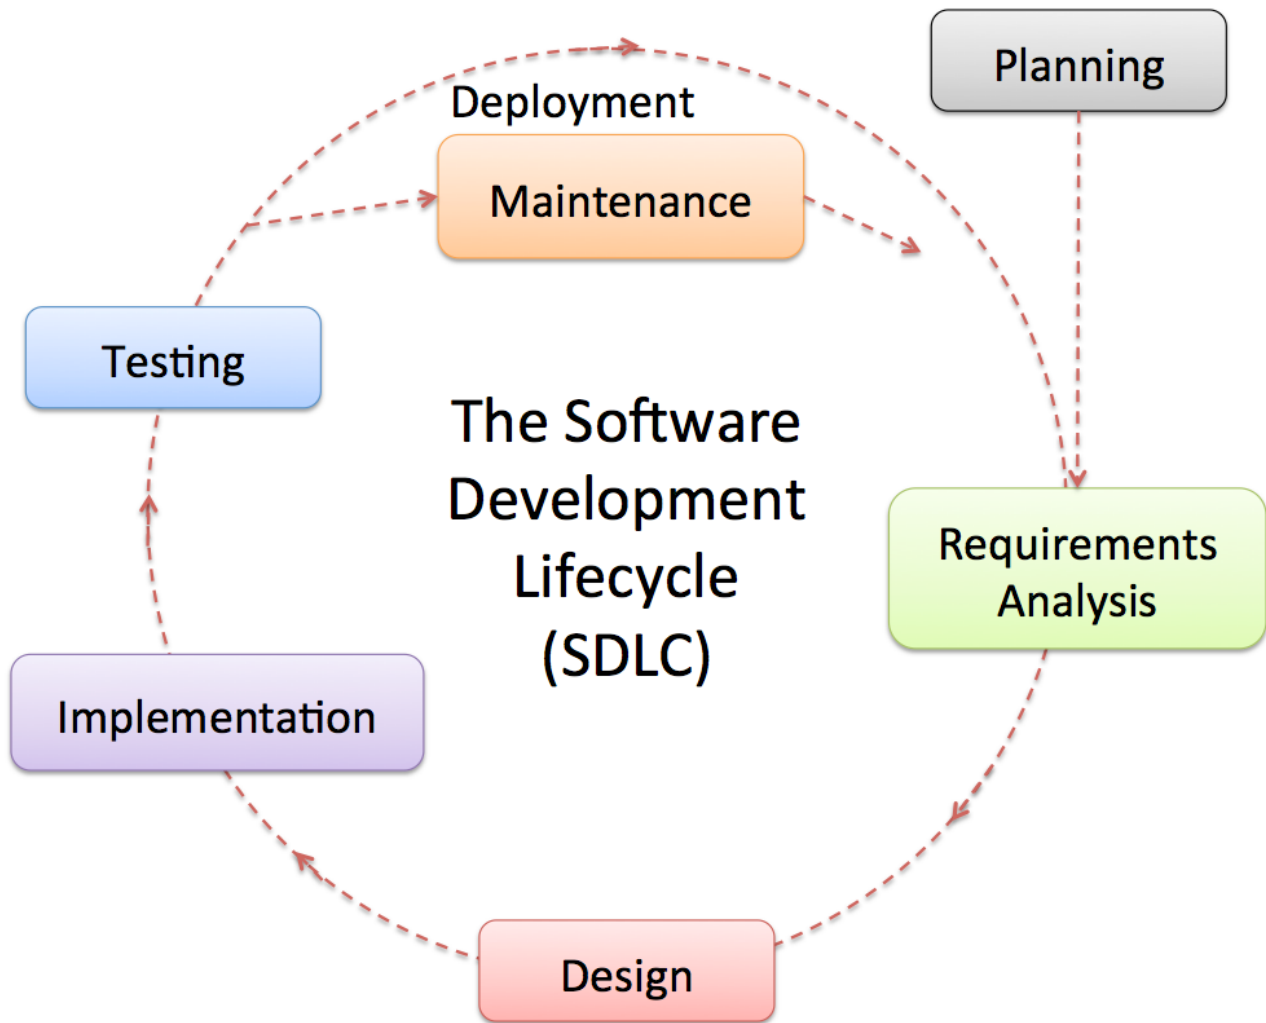 Planning
Deployment
Maintenance
Testing
The Software
Development
Lifecycle
(SDLC)
Requirements
Analysis
Implementation
Design